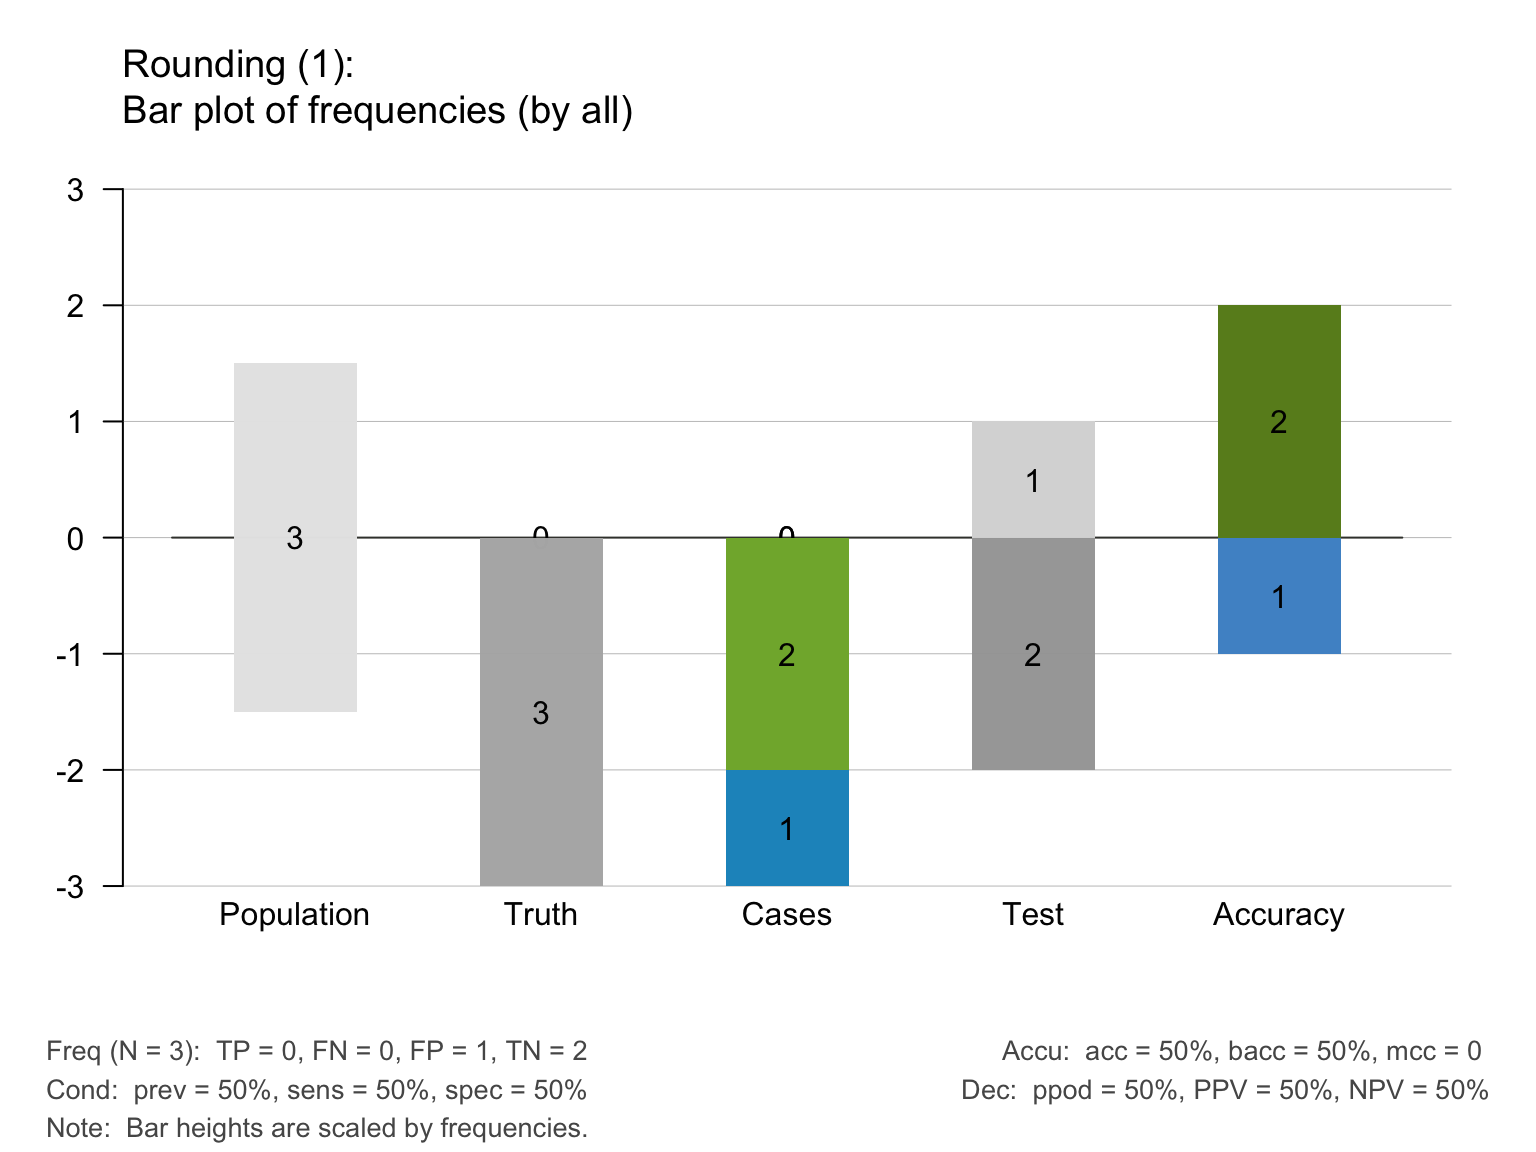 Rounding (1):
Bar plot of frequencies (by all)
3
2
1
0
-1
-2
-3
3
0
3
0
2
1
1
2
2
1
Population
Truth
Cases
Test
Accuracy
Freq (N = 3):  TP = 0, FN = 0, FP = 1, TN = 2
Cond:  prev = 50%, sens = 50%, spec = 50%
Note:  Bar heights are scaled by frequencies.
Accu:  acc = 50%, bacc = 50%, mcc = 0
Dec:  ppod = 50%, PPV = 50%, NPV = 50%